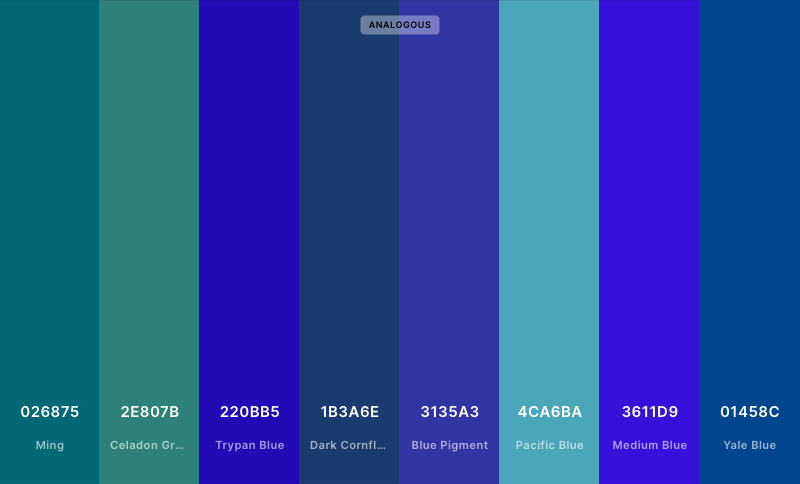 ANALOGOUS
026875 2E807B 220BB5 1B3A6E 3135A3 4CA6BA 3611D9 01458C
Ming Celadon Gr... Trypan Blue Dark Cornfl... Blue Pigment Pacific Blue Medium Blue Yale Blue